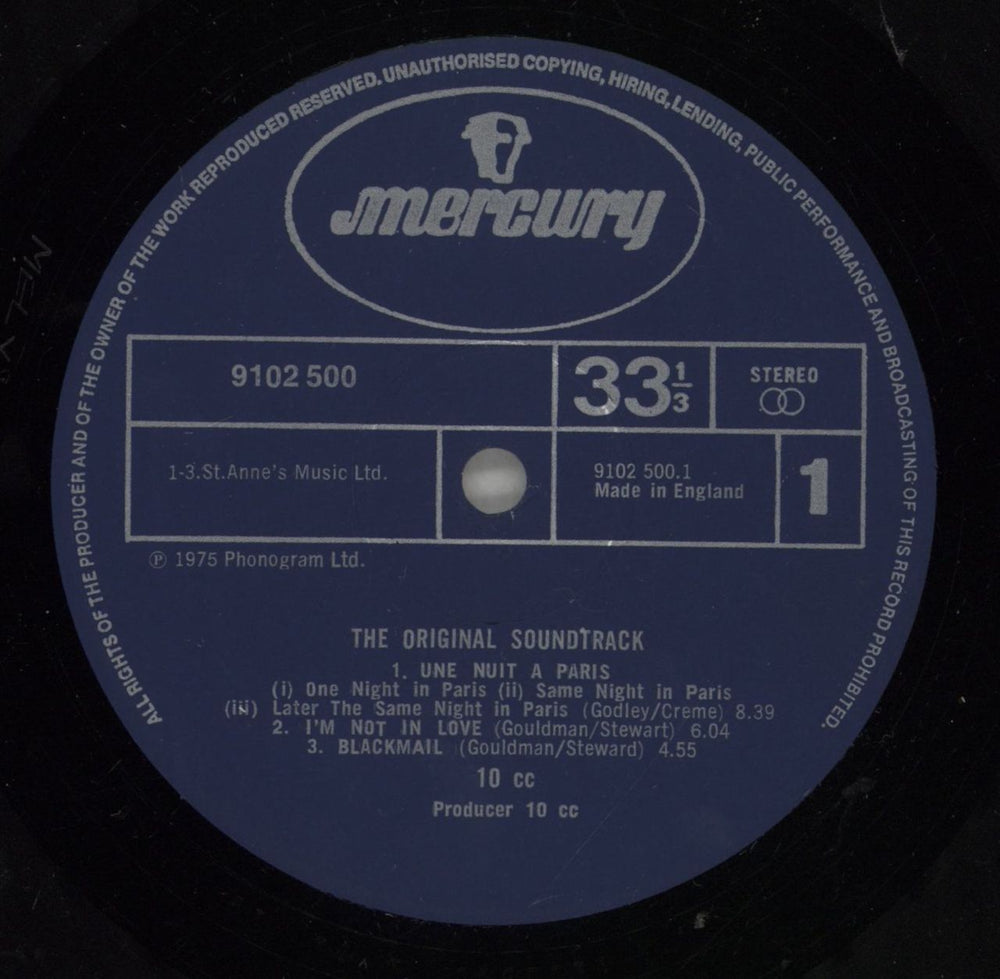 ALL RIGHTS OF THE PRODUCER AND OF THE OWNER OF THE WORK REPRODUCED RESERVED. UNAUTHORISED COPYING, HIRING, LENDING, PUBLIC PERFORMANCE AND BROADCASTING OF THIS RECORD PROHIBITED.
mercury
9102 500
33 1/3
STEREO
1-3.St.Anne's Music Ltd.
9102 500.1
Made in England
1
Ⓟ 1975 Phonogram Ltd.
THE ORIGINAL SOUNDTRACK
1. UNE NUIT A PARIS
(i) One Night in Paris (ii) Same Night in Paris
(iii) Later The Same Night in Paris (Godley/Creme) 8.39
2. I'M NOT IN LOVE (Gouldman/Stewart) 6.04
3. BLACKMAIL (Gouldman/Steward) 4.55
10 cc
Producer 10 cc